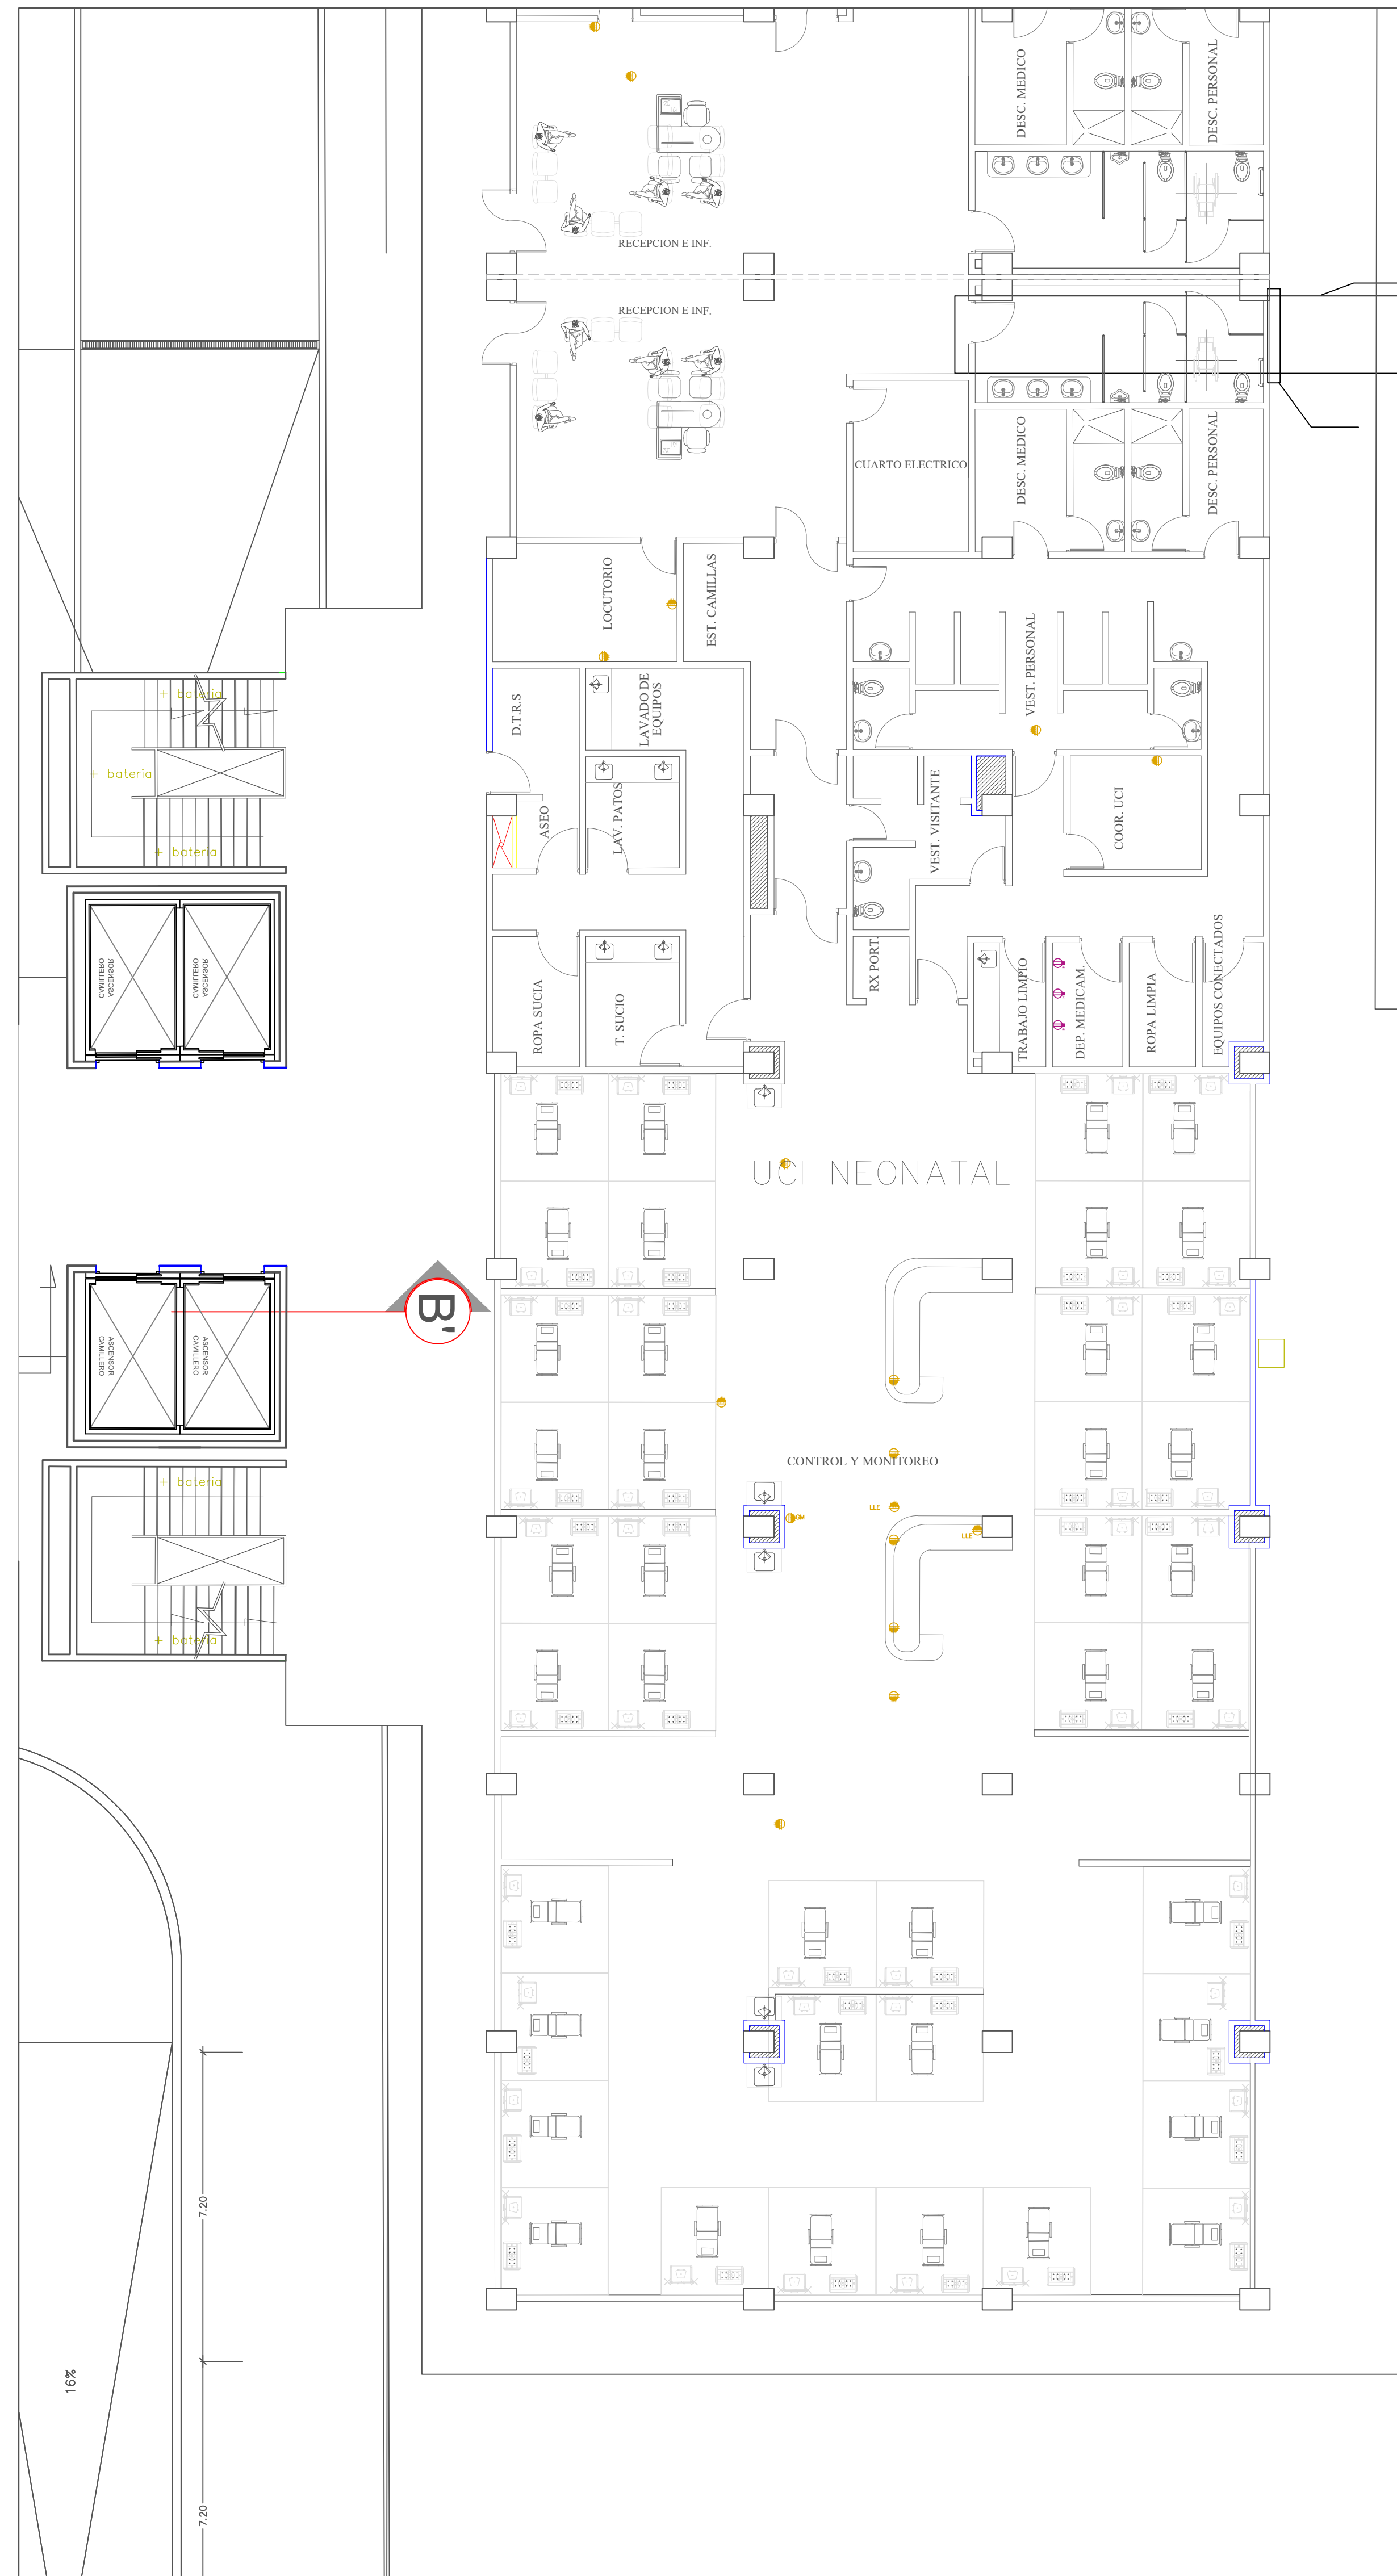 DESC. MEDICO
DESC. PERSONAL
RECEPCION E INF.
RECEPCION E INF.
CUARTO ELECTRICO
DESC. MEDICO
DESC. PERSONAL
LOCUTORIO
EST. CAMILLAS
D.T.R.S
LAVADO DE
EQUIPOS
VEST. PERSONAL
+ bateria
+ bateria
+ bateria
ASEO
LAV. PATOS
VEST. VISITANTE
COOR. UCI
ASCENSOR
CAMILLERO
ASCENSOR
CAMILLERO
ROPA SUCIA
T. SUCIO
RX PORT.
TRABAJO LIMPIO
DEP. MEDICAM.
ROPA LIMPIA
EQUIPOS CONECTADOS
UCI NEONATAL
B'
ASCENSOR
CAMILLERO
ASCENSOR
CAMILLERO
CONTROL Y MONITOREO
+ bateria
LLE
GM
LLE
+ bateria
7.20
16%
7.20